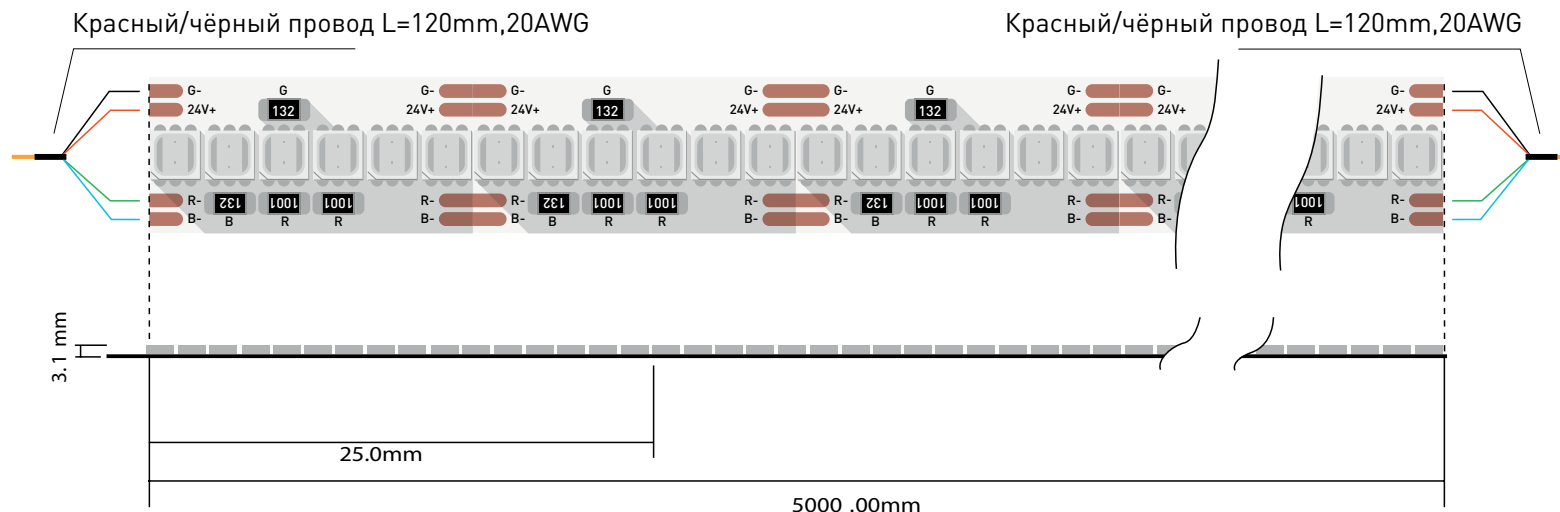 Красный/чёрный провод L=120mm,20AWG Красный/чёрный провод L=120mm,20AWG
G- G G- G- G G- G- G G- G- G-
24V+ 132 24V+ 24V+ 132 24V+ 24V+ 132 24V+ 24V+ 24V+
R- 132 1001 1001 R- R- 132 1001 1001 R- R- 132 1001 1001 R- R- 1001 R-
B- B R R B- B- B R R B- B- B R R B- B- R B-
3.1 mm
25.0mm
5000 .00mm